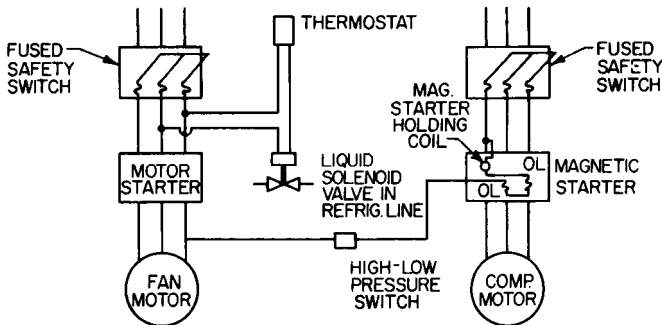 THERMOSTAT
FUSED
SAFETY
SWITCH
FUSED
SAFETY
SWITCH
MAG.
STARTER
HOLDING
COIL
MOTOR
STARTER
LIQUID
SOLENOID
VALVE IN
REFRIG. LINE
OL
OL
MAGNETIC
STARTER
HIGH-LOW
PRESSURE
SWITCH
FAN
MOTOR
COMP.
MOTOR